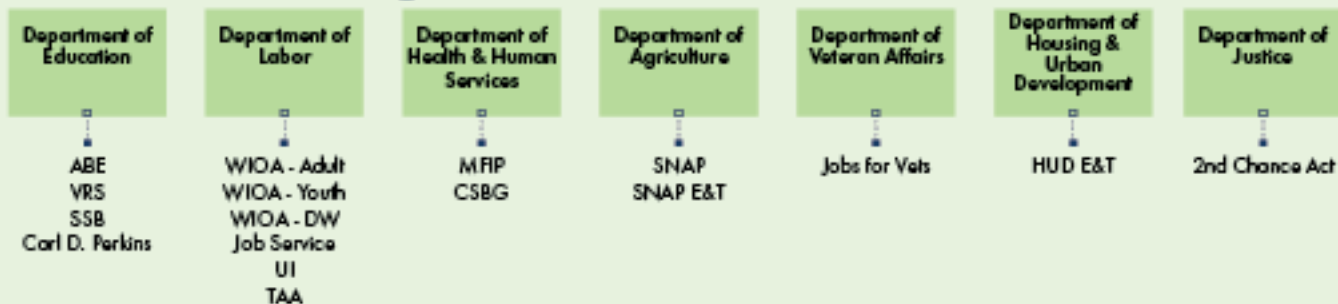 Department of
Education
ABE
VRS
SSB
Carl D. Perkins
Department of
Labor
WIOA - Adult
WIOA - Youth
WIOA - DW
Job Service
UI
TAA
Department of
Health & Human
Services
MFIP
CSBG
Department of
Agriculture
SNAP
SNAP E&T
Department of
Veteran Affairs
Jobs for Vets
Department of
Housing &
Urban
Development
HUD E&T
Department of
Justice
2nd Chance Act